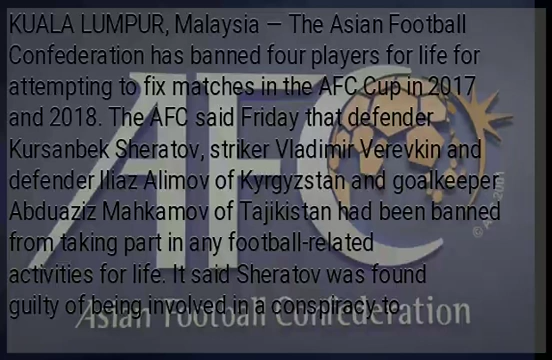 KUALA LUMPUR, Malaysia — The Asian Football
Confederation has banned four players for life for
attempting to fix matches in the AFC Cup in 2017
and 2018. The AFC said Friday that defender
Kursanbek Sheratov, striker Vladimir Verevkin and
defender Iliaz Alimov of Kyrgyzstan and goalkeeper
Abduaziz Mahkamov of Tajikistan had been banned
from taking part in any football-related
activities for life. It said Sheratov was found
guilty of being involved in a conspiracy to
AFC
Asian Football Confederation